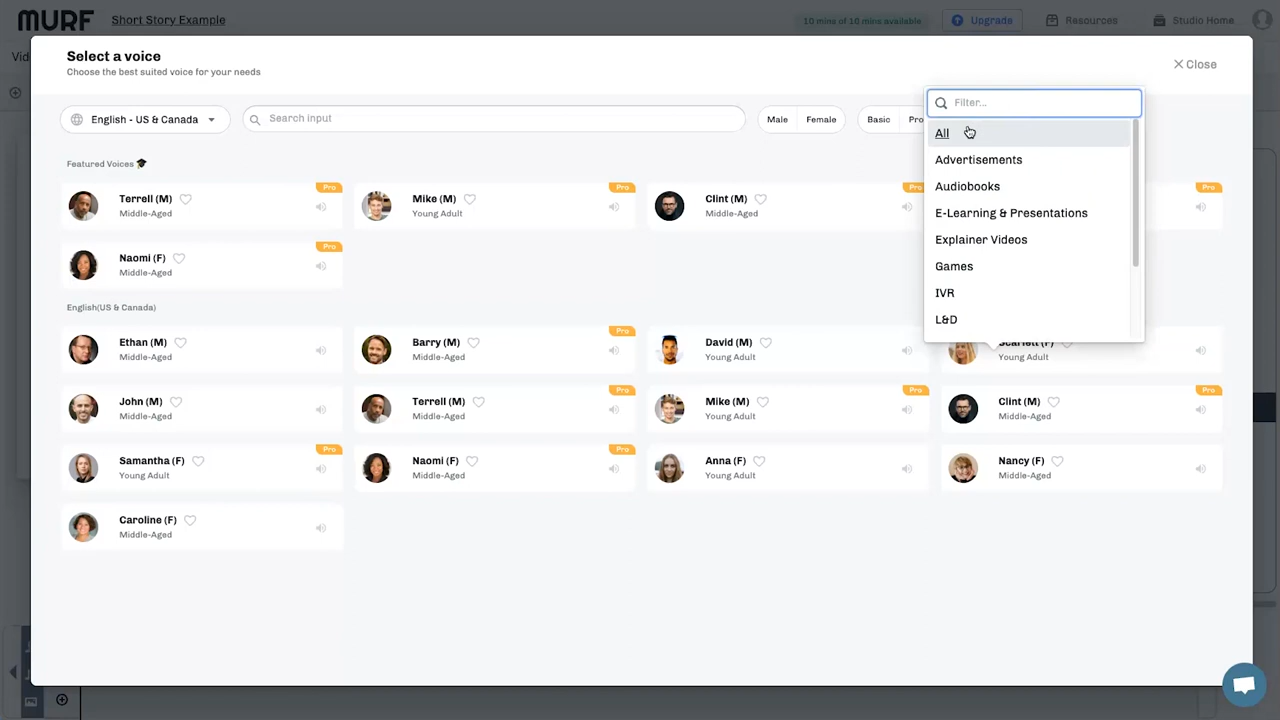 MURF
Short Story Example
10 mins of 10 mins available
Upgrade
Resources
Studio Home
Vid
Select a voice
Choose the best suited voice for your needs
Close
English - US & Canada
Search input
Male
Female
Basic
Pro
Filter...
All
Advertisements
Audiobooks
E-Learning & Presentations
Explainer Videos
Games
IVR
L&D
Featured Voices
Terrell (M)
Middle-Aged
Pro
Mike (M)
Young Adult
Pro
Clint (M)
Middle-Aged
Pro
Pro
Naomi (F)
Middle-Aged
Pro
English(US & Canada)
Ethan (M)
Middle-Aged
Barry (M)
Middle-Aged
Pro
David (M)
Young Adult
Scarlett (F)
Young Adult
John (M)
Middle-Aged
Terrell (M)
Middle-Aged
Pro
Mike (M)
Young Adult
Pro
Clint (M)
Middle-Aged
Pro
Samantha (F)
Young Adult
Pro
Naomi (F)
Middle-Aged
Pro
Anna (F)
Young Adult
Nancy (F)
Middle-Aged
Caroline (F)
Middle-Aged